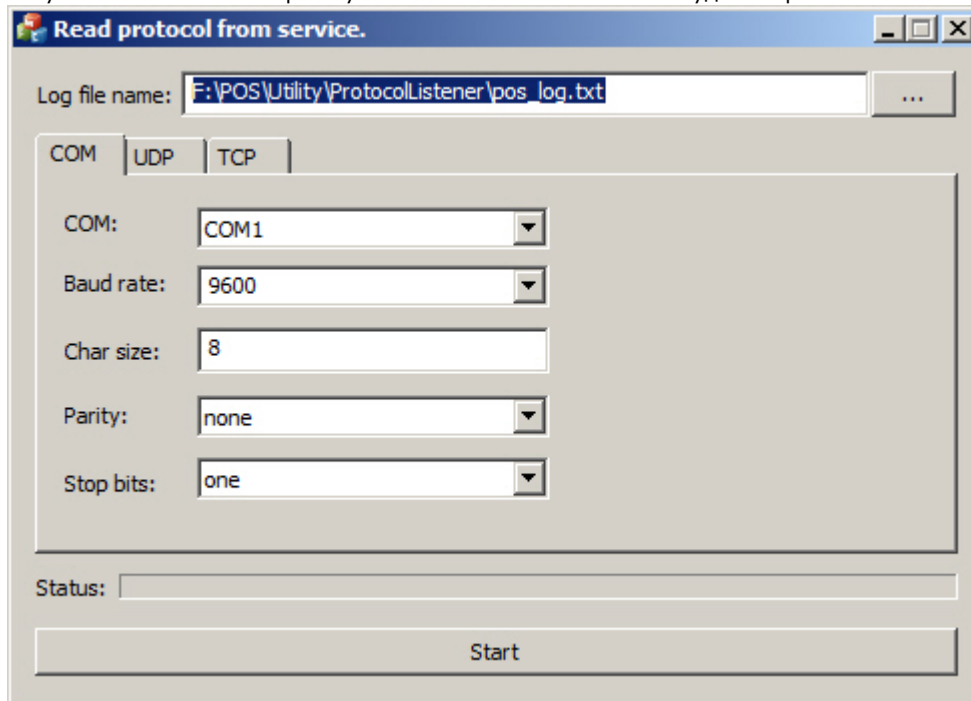 Read protocol from service.
Log file name: F:\POS\Utility\ProtocolListener\pos_log.txt ...
COM UDP TCP
COM: COM1
Baud rate: 9600
Char size: 8
Parity: none
Stop bits: one
Status:
Start